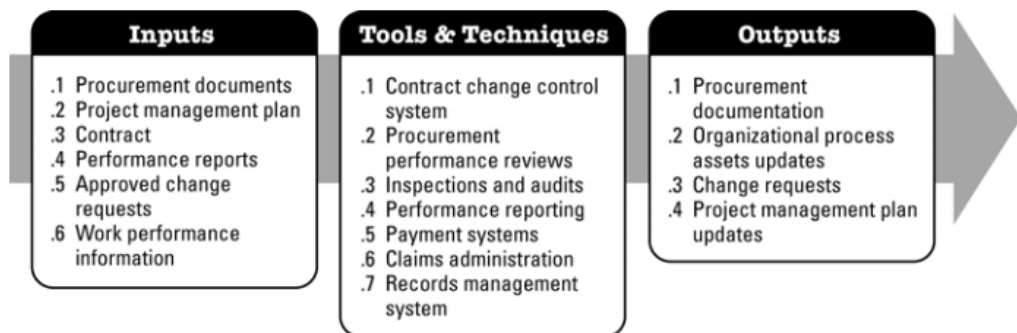 Inputs
.1 Procurement documents
.2 Project management plan
.3 Contract
.4 Performance reports
.5 Approved change
requests
.6 Work performance
information
Tools & Techniques
.1 Contract change control
system
.2 Procurement
performance reviews
.3 Inspections and audits
.4 Performance reporting
.5 Payment systems
.6 Claims administration
.7 Records management
system
Outputs
.1 Procurement
documentation
.2 Organizational process
assets updates
.3 Change requests
.4 Project management plan
updates